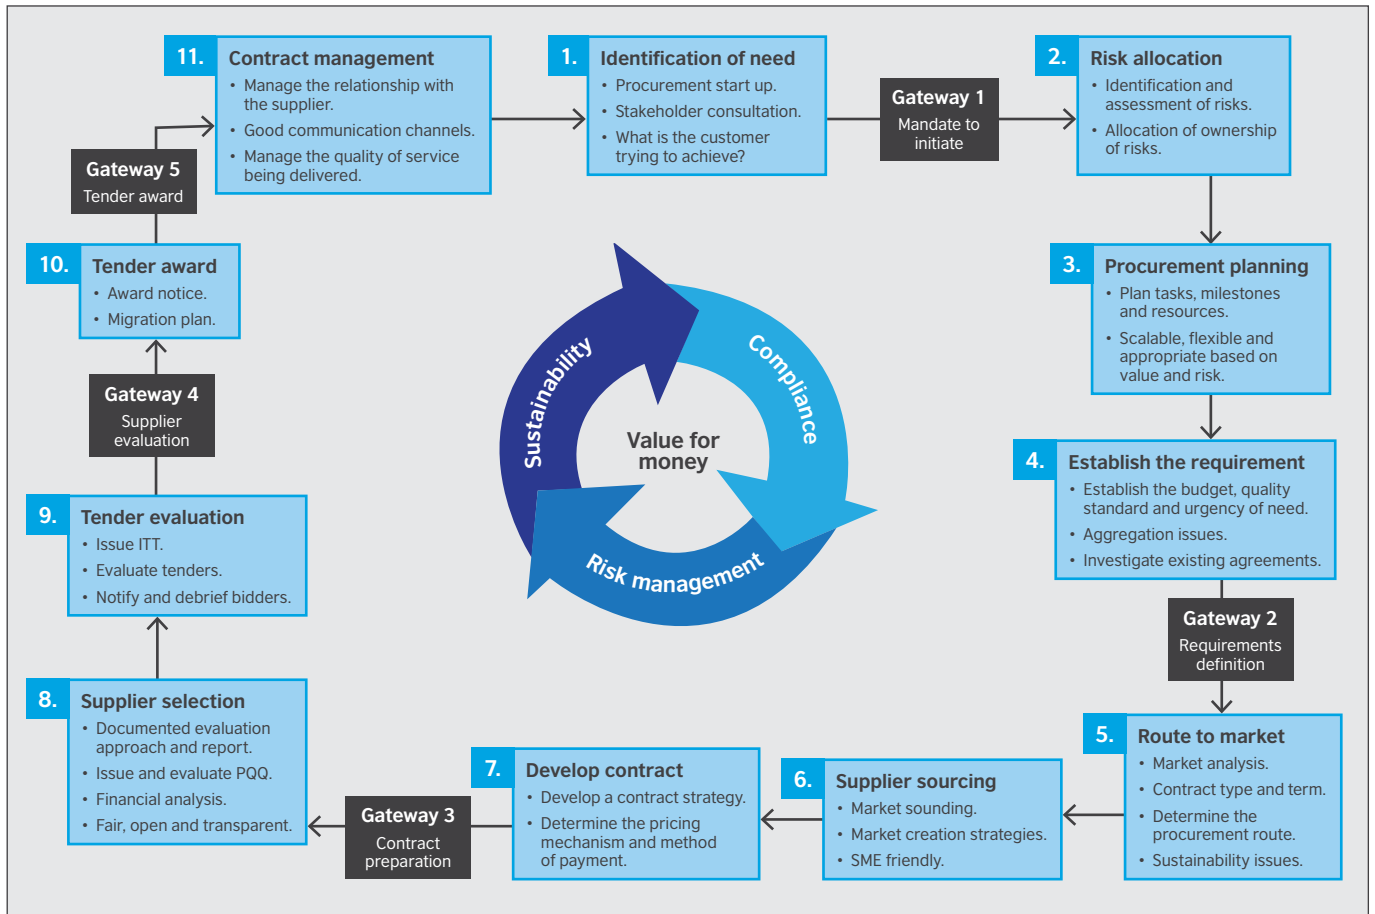 1.
Identification of need
• Procurement start up.
• Stakeholder consultation.
• What is the customer
trying to achieve?
Gateway 1
Mandate to
initiate
2.
Risk allocation
• Identification and
assessment of risks.
• Allocation of ownership
of risks.
3.
Procurement planning
• Plan tasks, milestones
and resources.
• Scalable, flexible and
appropriate based on
value and risk.
4.
Establish the requirement
• Establish the budget, quality
standard and urgency of need.
• Aggregation issues.
• Investigate existing agreements.
Gateway 2
Requirements
definition
5.
Route to market
• Market analysis.
• Contract type and term.
• Determine the
procurement route.
• Sustainability issues.
6.
Supplier sourcing
• Market sounding.
• Market creation strategies.
• SME friendly.
7.
Develop contract
• Develop a contract strategy.
• Determine the pricing
mechanism and method
of payment.
Gateway 3
Contract
preparation
8.
Supplier selection
• Documented evaluation
approach and report.
• Issue and evaluate PQQ.
• Financial analysis.
• Fair, open and transparent.
9.
Tender evaluation
• Issue ITT.
• Evaluate tenders.
• Notify and debrief bidders.
Gateway 4
Supplier
evaluation
10.
Tender award
• Award notice.
• Migration plan.
Gateway 5
Tender award
11.
Contract management
• Manage the relationship with
the supplier.
• Good communication channels.
• Manage the quality of service
being delivered.
Sustainability
Compliance
Risk management
Value for
money